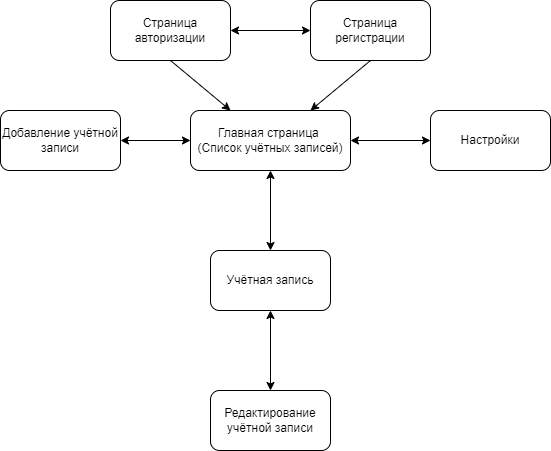 Страница
авторизации
Страница
регистрации
Добавление учётной
записи
Главная страница
(Список учётных записей)
Настройки
Учётная запись
Редактирование
учётной записи